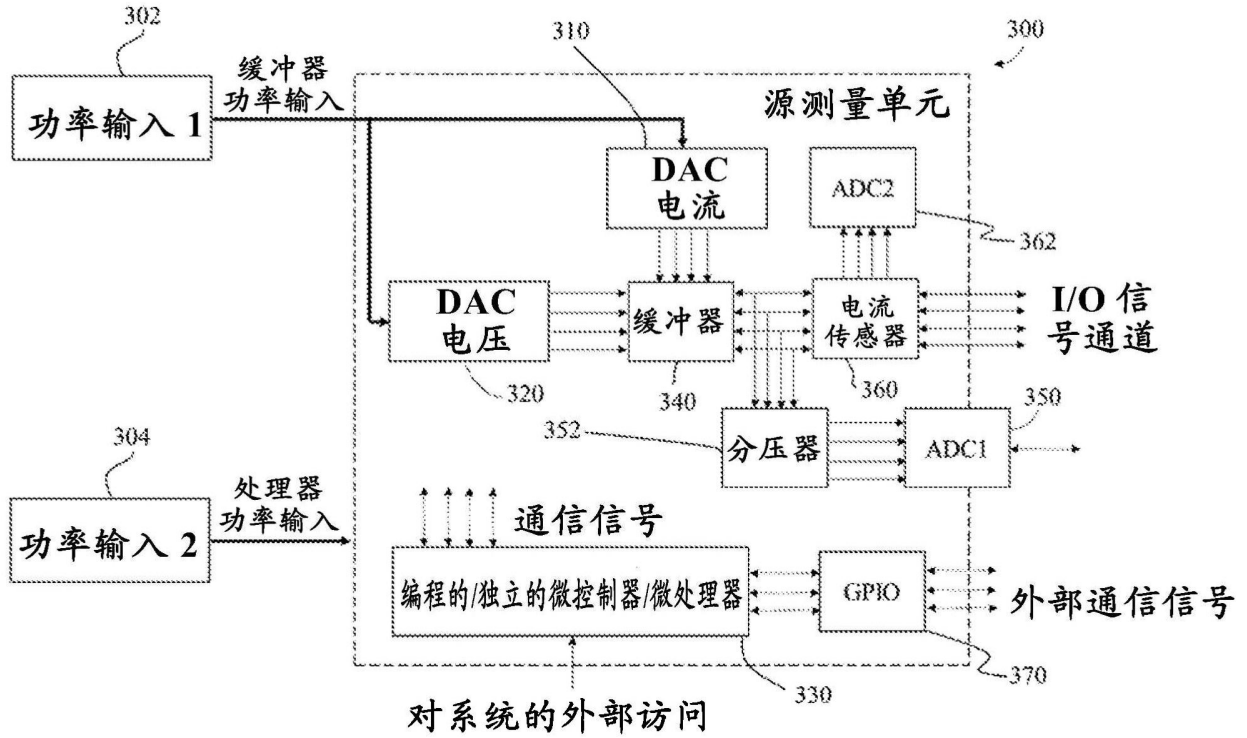 302
310
300
缓冲器
功率输入
功率输入 1
源测量单元
DAC
电流
ADC2
362
DAC
电压
缓冲器
电流
传感器
I/O 信
号通道
320
340
360
352
350
分压器
ADC1
304
处理器
功率输入
功率输入 2
通信信号
编程的/独立的微控制器/微处理器
GPIO
外部通信信号
330
370
对系统的外部访问